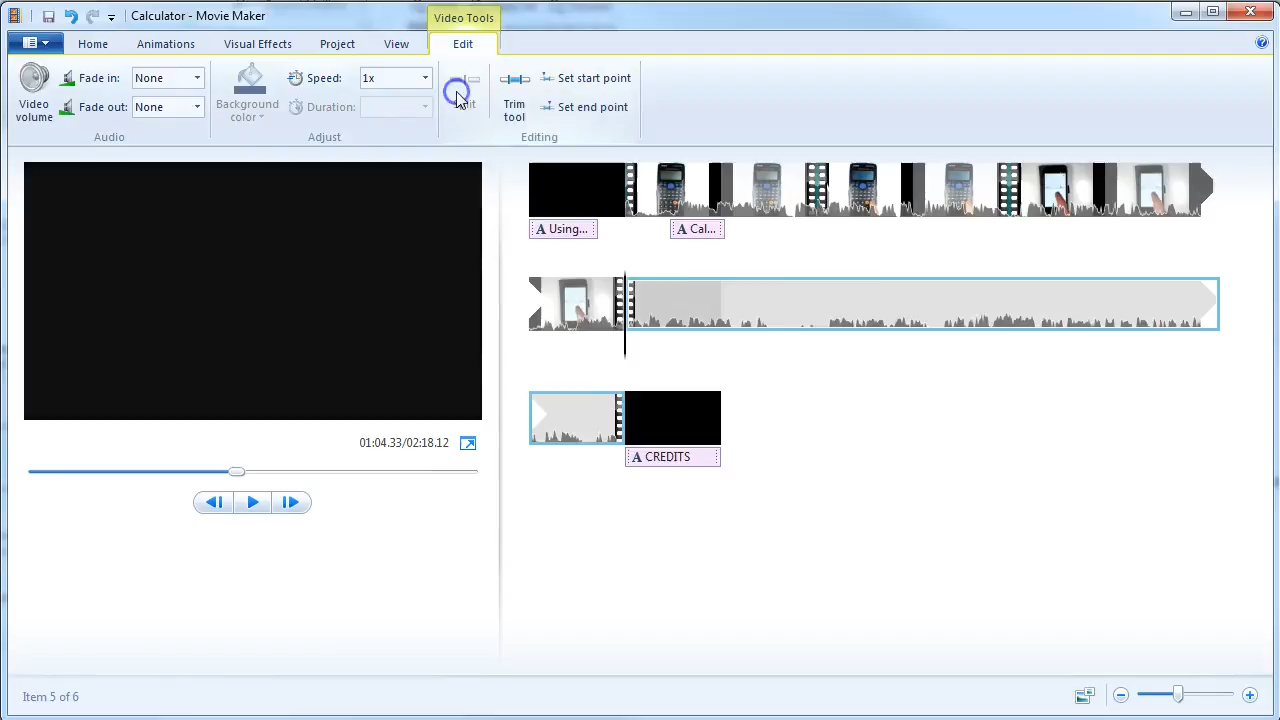 Calculator - Movie Maker
Video Tools
Home
Animations
Visual Effects
Project
View
Edit
Video volume
Fade in:
None
Fade out:
None
Audio
Background color
Speed:
1x
Duration:
Adjust
Trim tool
Set start point
Set end point
Editing
A Using...
A Cal...
01:04.33/02:18.12
A CREDITS
Item 5 of 6